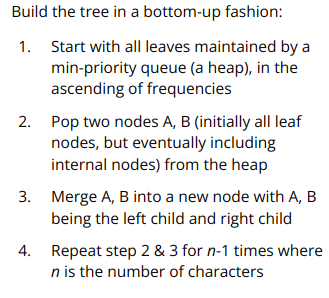 Build the tree in a bottom-up fashion:
1. Start with all leaves maintained by a
min-priority queue (a heap), in the
ascending of frequencies
2. Pop two nodes A, B (initially all leaf
nodes, but eventually including
internal nodes) from the heap
3. Merge A, B into a new node with A, B
being the left child and right child
4. Repeat step 2 & 3 for n-1 times where
n is the number of characters